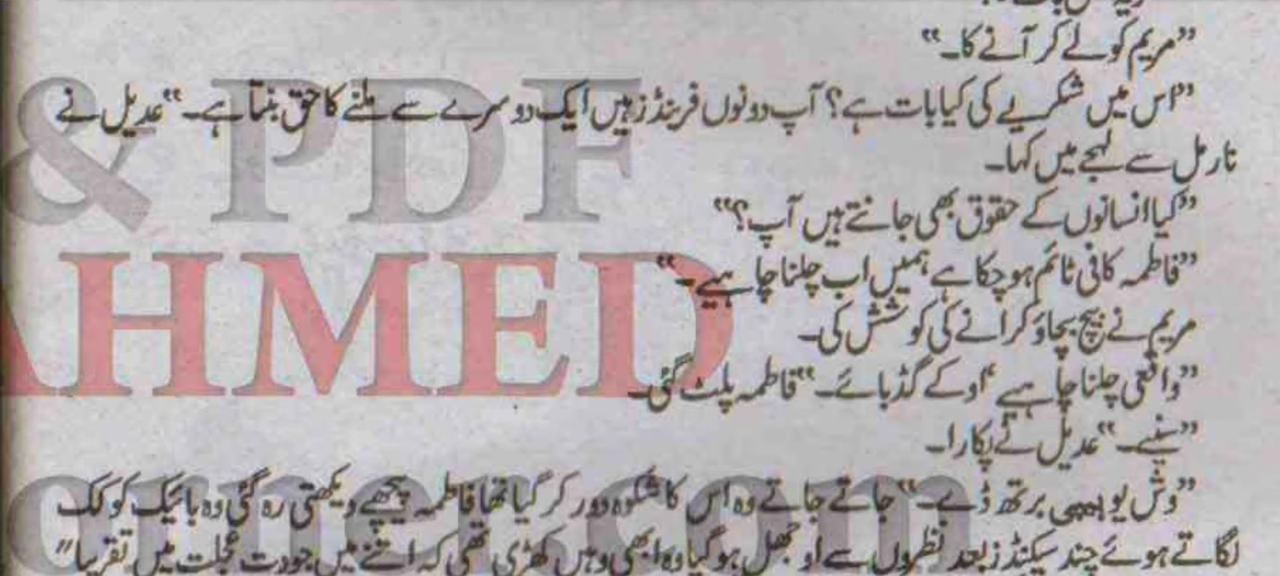 ”مریم کو لے کر آنے کا۔“
”اس میں شکریے کی کیا بات ہے؟ آپ دونوں فرینڈز ہیں ایک دوسرے سے ملنے کا حق بنتا ہے۔“ عدیل نے
نارمل سے لہجے میں کہا۔
”کیا انسانوں کے حقوق بھی جانتے ہیں آپ؟“
”فاطمہ کافی ٹائم ہو چکا ہے ہمیں اب چلنا چاہیے۔“
مریم نے بیچ بچاؤ کرانے کی کوشش کی۔
”واقعی چلنا چاہیے‘ اوکے گڈ بائے۔“ فاطمہ پلٹ گئی۔
”سنیے۔“ عدیل نے پکارا۔
”وش یو ہیپی برتھ ڈے۔“ جاتے جاتے وہ اس کا شکوہ دور کر گیا تھا فاطمہ پیچھے دیکھتی رہ گئی وہ بائیک کو کک
لگاتے ہوئے چند سیکنڈز بعد نظروں سے اوجھل ہو گیا وہ ابھی وہیں کھڑی تھی کہ اتنے میں جودت عجلت میں تقریبا"
& PDF
AHMED
orner.com